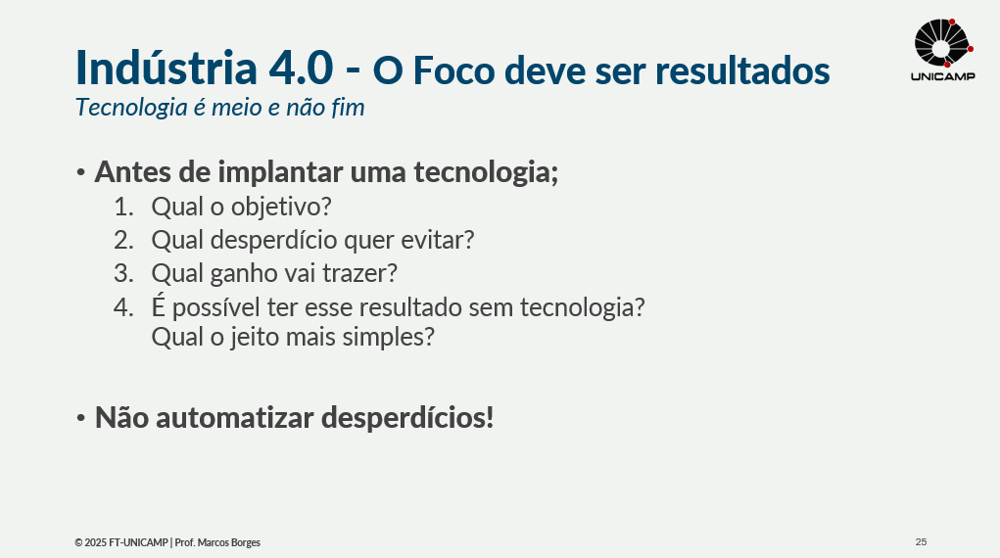 Indústria 4.0 - O Foco deve ser resultados
Tecnologia é meio e não fim
UNICAMP
• Antes de implantar uma tecnologia;
1. Qual o objetivo?
2. Qual desperdício quer evitar?
3. Qual ganho vai trazer?
4. É possível ter esse resultado sem tecnologia?
Qual o jeito mais simples?
• Não automatizar desperdícios!
© 2025 FT-UNICAMP | Prof. Marcos Borges
25